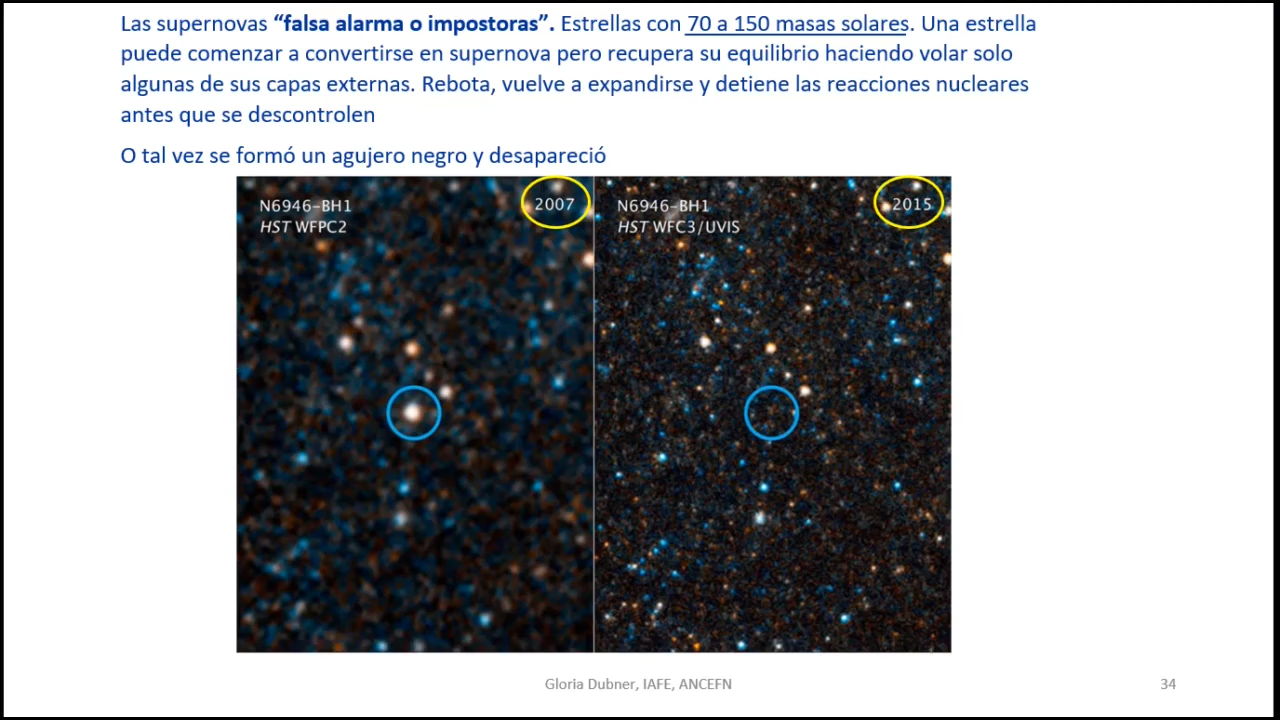 Las supernovas “falsa alarma o impostoras”. Estrellas con 70 a 150 masas solares. Una estrella
puede comenzar a convertirse en supernova pero recupera su equilibrio haciendo volar solo
algunas de sus capas externas. Rebota, vuelve a expandirse y detiene las reacciones nucleares
antes que se descontrolen
O tal vez se formó un agujero negro y desapareció
N6946-BH1
HST WFPC2
2007
N6946-BH1
HST WFC3/UVIS
2015
Gloria Dubner, IAFE, ANCEFN
34